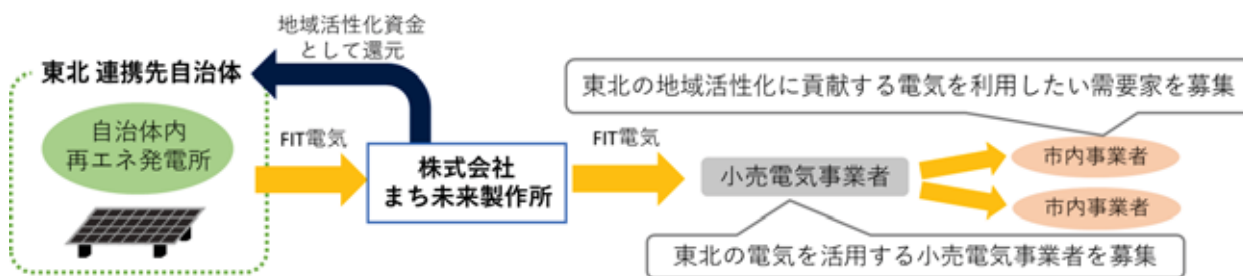 地域活性化資金
として還元
東北 連携先自治体
自治体内
再エネ発電所
FIT電気
株式会社
まち未来製作所
FIT電気
小売電気事業者
東北の地域活性化に貢献する電気を利用したい需要家を募集
市内事業者
市内事業者
東北の電気を活用する小売電気事業者を募集